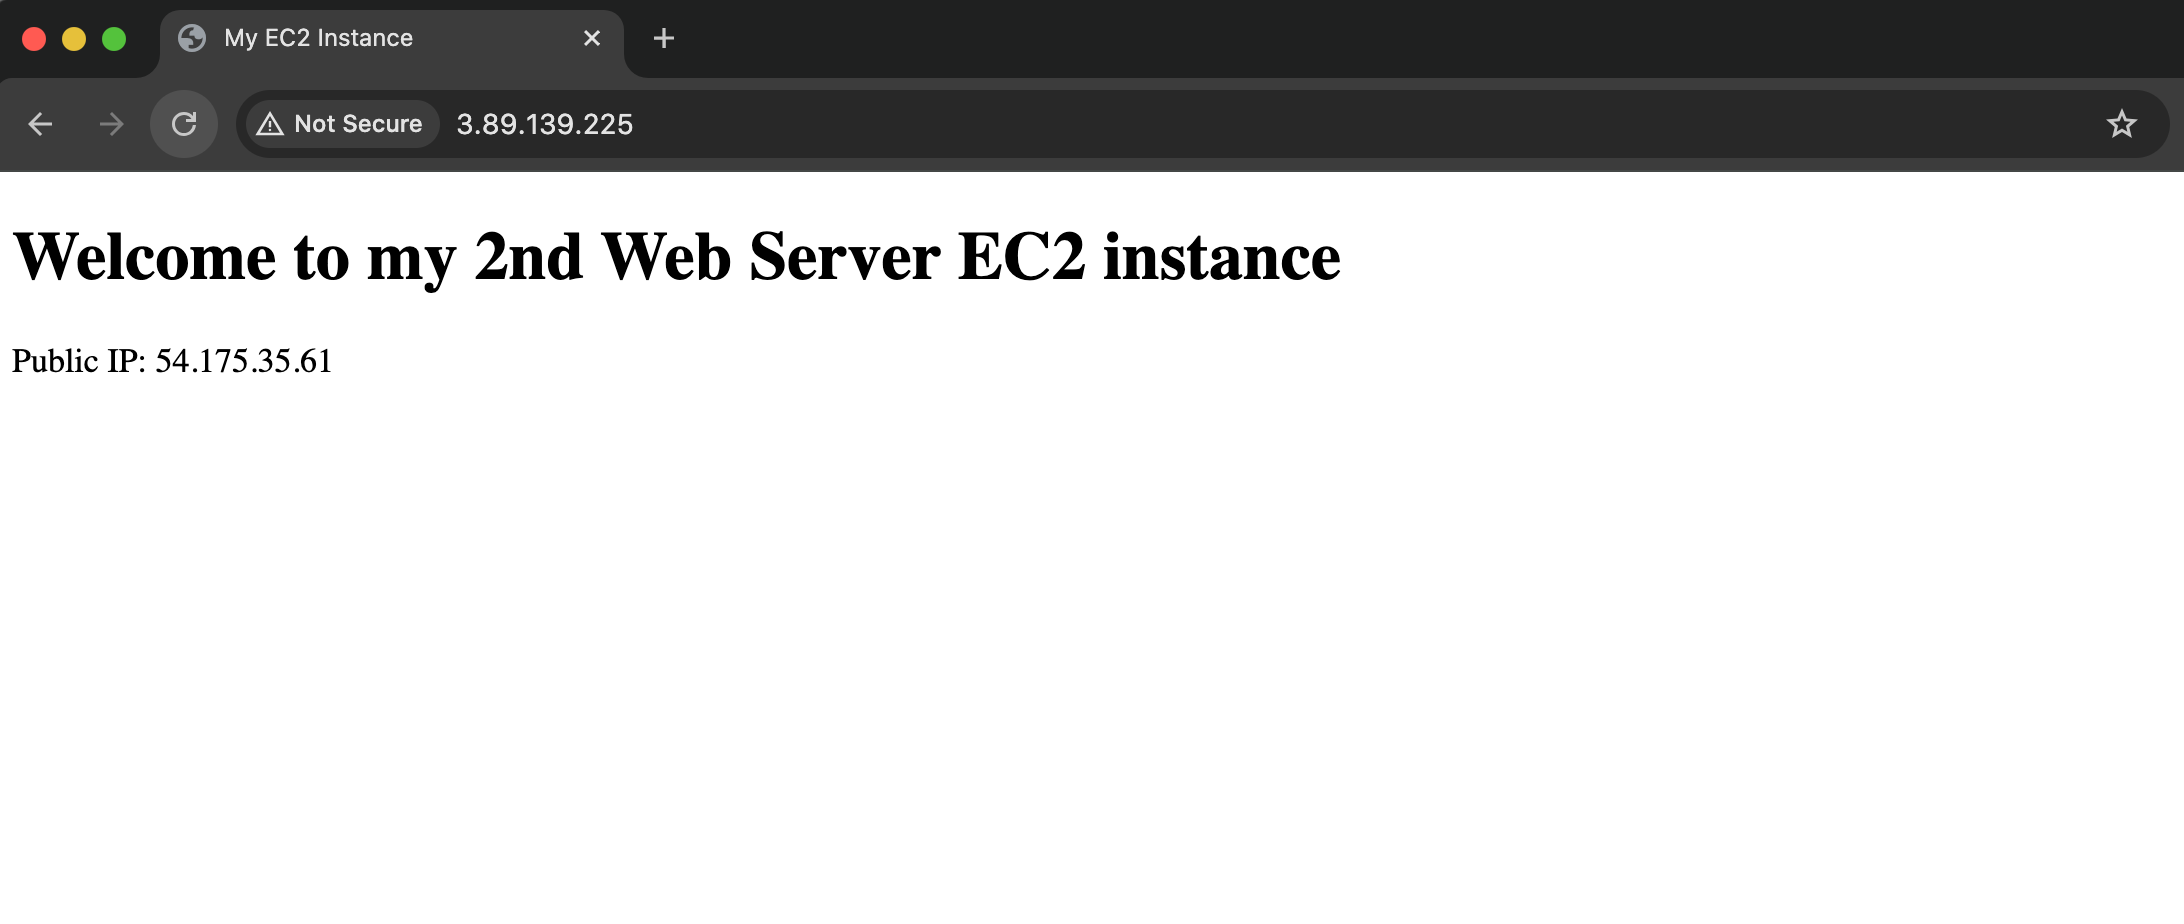 My EC2 Instance
Not Secure 3.89.139.225
Welcome to my 2nd Web Server EC2 instance
Public IP: 54.175.35.61